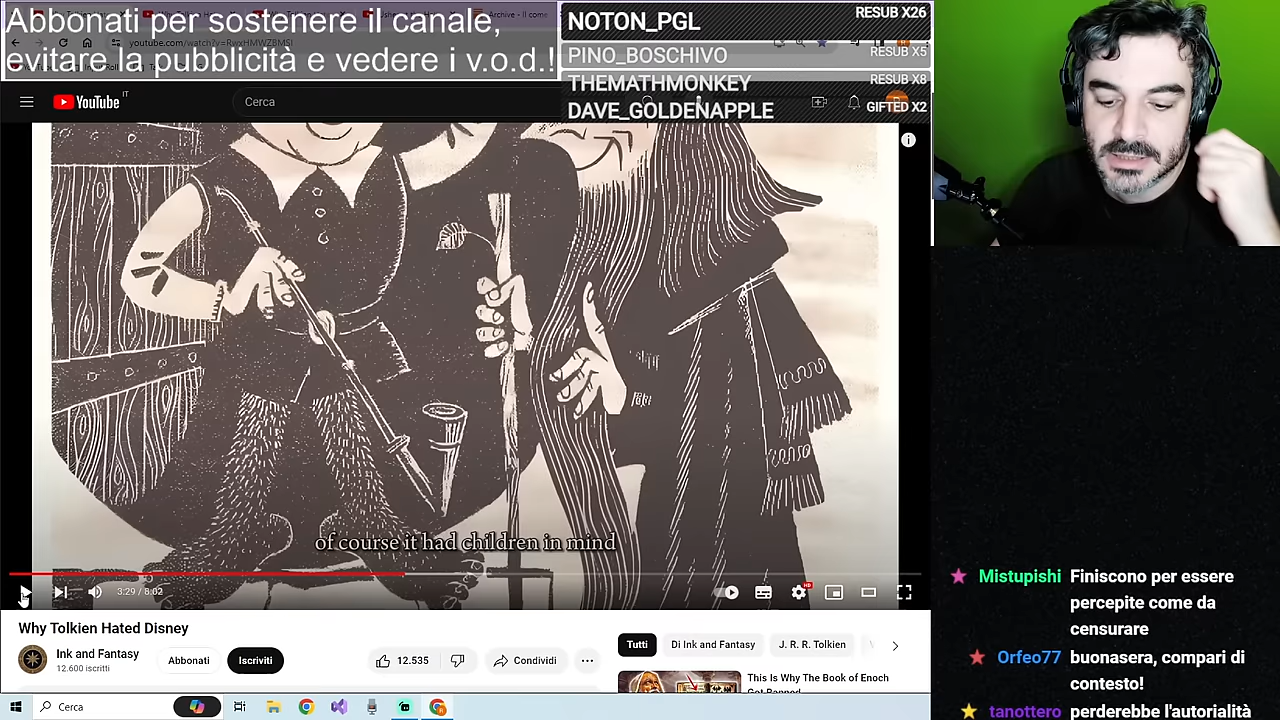 Abbonati per sostenere il canale,
evitare la pubblicità e vedere i v.o.d.!
NOTON_PGL RESUB X26
PINO_BOSCHIVO RESUB X5
THEMATHMONKEY RESUB X8
DAVE_GOLDENAPPLE GIFTED X2
YouTube IT
Cerca
of course it had children in mind
3:29 / 8:02
Why Tolkien Hated Disney
Ink and Fantasy
12.600 iscritti
Abbonati
Iscriviti
12.535
Condividi
Tutti
Di Ink and Fantasy
J. R. R. Tolkien
This Is Why The Book of Enoch
Got Banned
Cerca
Mistupishi Finiscono per essere
percepite come da
censurare
Orfeo77 buonasera, compari di
contesto!
tanottero perderebbe l'autorialità